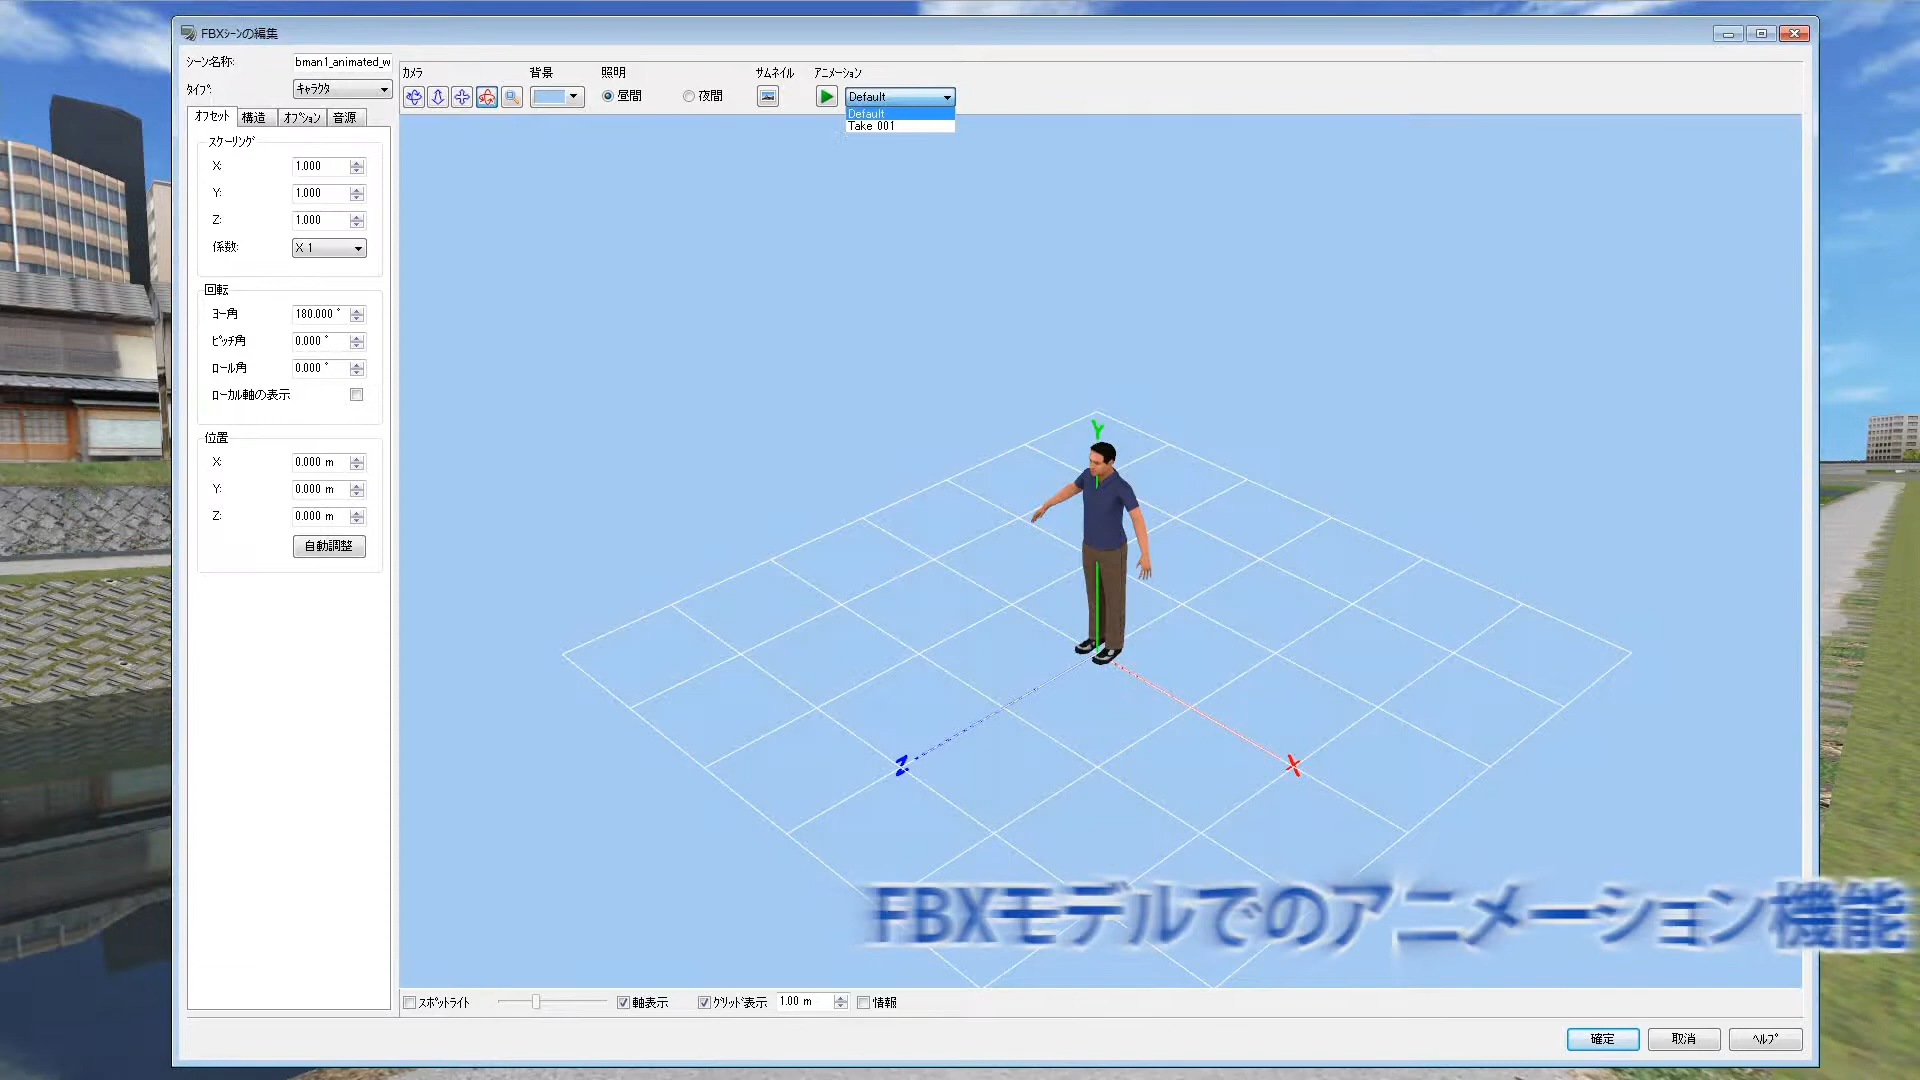 FBXｼｰﾝの編集
ｼｰﾝ名称:
bman1_animated_w
ﾀｲﾌﾟ:
ｷｬﾗｸﾀ
ｶﾒﾗ
背景
照明
昼間
夜間
ｻﾑﾈｲﾙ
ｱﾆﾒｰｼｮﾝ
Default
Default
Take 001
ｵﾌｾｯﾄ
構造
ｵﾌﾟｼｮﾝ
音源
ｽｹｰﾘﾝｸﾞ
X:
1.000
Y:
1.000
Z:
1.000
係数:
X 1
回転
ﾖｰ角
180.000 °
ﾋﾟｯﾁ角
0.000 °
ﾛｰﾙ角
0.000 °
ﾛｰｶﾙ軸の表示
位置
X:
0.000 m
Y:
0.000 m
Z:
0.000 m
自動調整
Y
Z
X
FBXモデルでのアニメーション機能
ｽﾎﾟｯﾄﾗｲﾄ
軸表示
ｸﾞﾘｯﾄﾞ表示
1.00 m
情報
確定
取消
ﾍﾙﾌﾟ